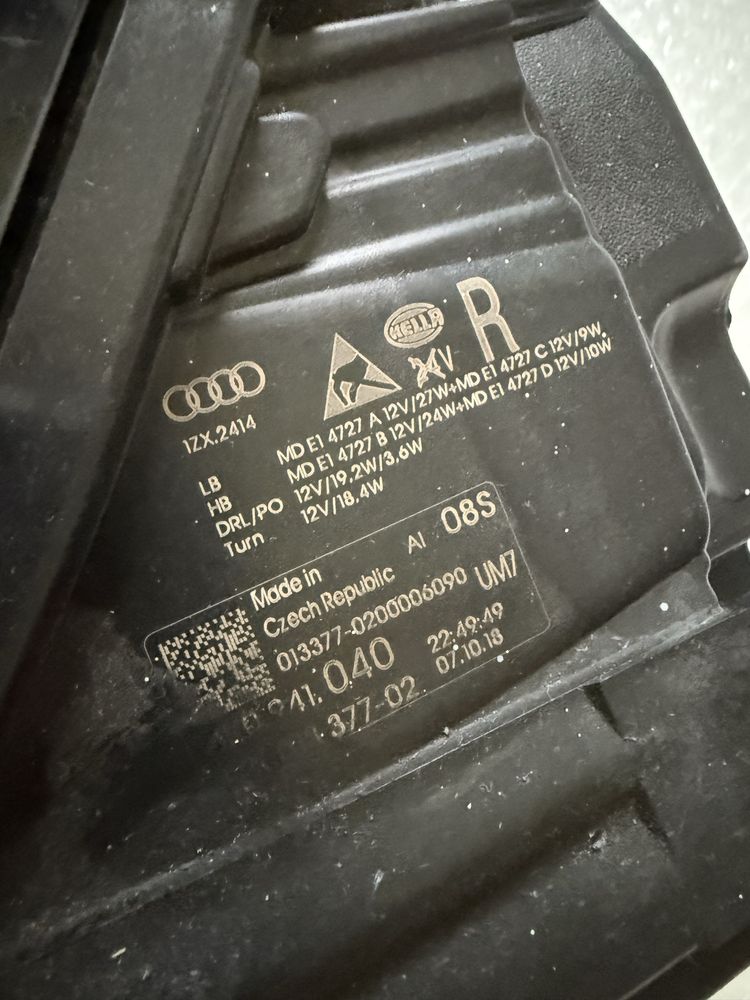 HELLA
R
1ZX.2414
LB MD E1 4727 A 12V/27W+MD E1 4727 C 12V/9W,
HB MD E1 4727 B 12V/24W+MD E1 4727 D 12V/10W
DRL/PO 12V/19,2W/3,6W
Turn 12V/18,4W
Made in
Czech Republic AI 08S
013377-0200006090 UM7
941. 040 22:49:49
377-02 07.10.18